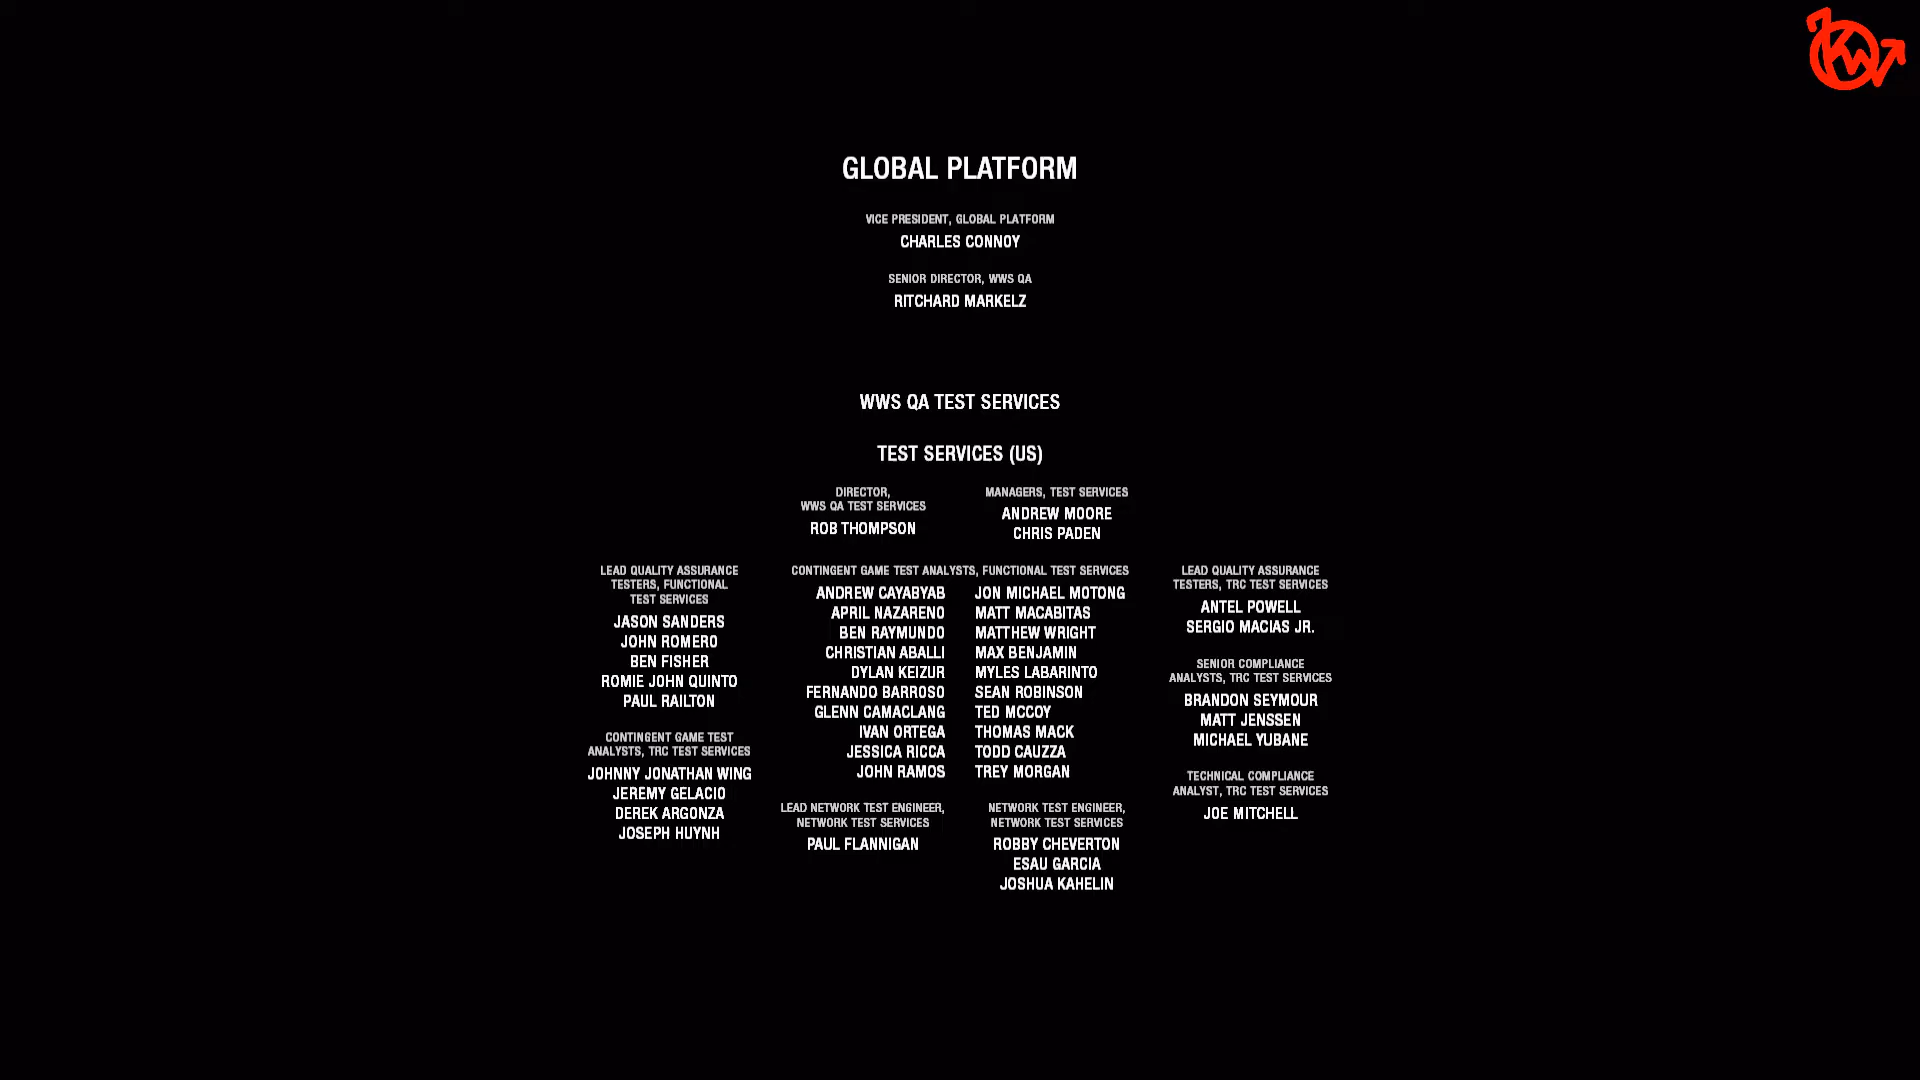 KW
GLOBAL PLATFORM
VICE PRESIDENT, GLOBAL PLATFORM
CHARLES CONNOY
SENIOR DIRECTOR, WWS QA
RITCHARD MARKELZ
WWS QA TEST SERVICES
TEST SERVICES (US)
DIRECTOR,
WWS QA TEST SERVICES
ROB THOMPSON
MANAGERS, TEST SERVICES
ANDREW MOORE
CHRIS PADEN
LEAD QUALITY ASSURANCE
TESTERS, FUNCTIONAL
TEST SERVICES
JASON SANDERS
JOHN ROMERO
BEN FISHER
ROMIE JOHN QUINTO
PAUL RAILTON
CONTINGENT GAME TEST
ANALYSTS, TRC TEST SERVICES
JOHNNY JONATHAN WING
JEREMY GELACIO
DEREK ARGONZA
JOSEPH HUYNH
CONTINGENT GAME TEST ANALYSTS, FUNCTIONAL TEST SERVICES
ANDREW CAYABYAB
APRIL NAZARENO
BEN RAYMUNDO
CHRISTIAN ABALLI
DYLAN KEIZUR
FERNANDO BARROSO
GLENN CAMACLANG
IVAN ORTEGA
JESSICA RICCA
JOHN RAMOS
JON MICHAEL MOTONG
MATT MACABITAS
MATTHEW WRIGHT
MAX BENJAMIN
MYLES LABARINTO
SEAN ROBINSON
TED MCCOY
THOMAS MACK
TODD CAUZZA
TREY MORGAN
LEAD NETWORK TEST ENGINEER,
NETWORK TEST SERVICES
PAUL FLANNIGAN
NETWORK TEST ENGINEER,
NETWORK TEST SERVICES
ROBBY CHEVERTON
ESAU GARCIA
JOSHUA KAHELIN
LEAD QUALITY ASSURANCE
TESTERS, TRC TEST SERVICES
ANTEL POWELL
SERGIO MACIAS JR.
SENIOR COMPLIANCE
ANALYSTS, TRC TEST SERVICES
BRANDON SEYMOUR
MATT JENSSEN
MICHAEL YUBANE
TECHNICAL COMPLIANCE
ANALYST, TRC TEST SERVICES
JOE MITCHELL